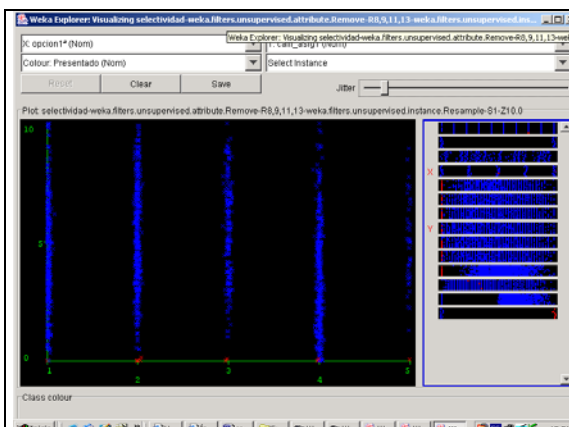 Weka Explorer: Visualizing selectividad-weka.filters.unsupervised.attribute.Remove-R8,9,11,13-weka.filters.unsupervised.ins...
Weka Explorer: Visualizing selectividad-weka.filters.unsupervised.attribute.Remove-R8,9,11,13-wek
X: opcion1ª (Nom)
Colour: Presentado (Nom)
Select Instance
Reset
Clear
Save
Jitter
Plot: selectividad-weka.filters.unsupervised.attribute.Remove-R8,9,11,13-weka.filters.unsupervised.instance.Resample-S1-Z10.0
10
5
0
1
2
3
4
5
X
Y
Class colour